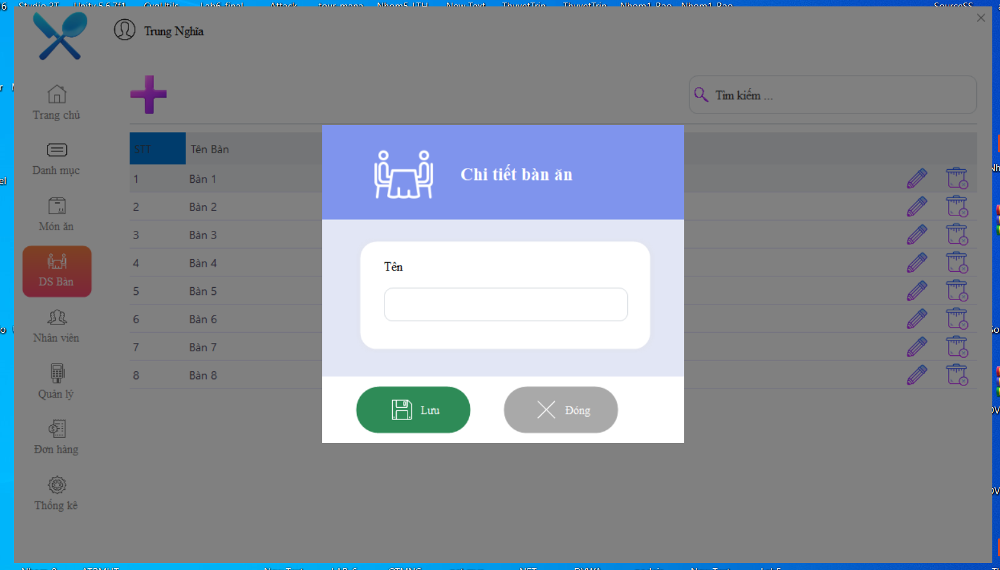 Trung Nghĩa
Tìm kiếm ...
Trang chủ
Danh mục
Món ăn
DS Bàn
Nhân viên
Quản lý
Đơn hàng
Thống kê
STT Tên Bàn
1 Bàn 1
2 Bàn 2
3 Bàn 3
4 Bàn 4
5 Bàn 5
6 Bàn 6
7 Bàn 7
8 Bàn 8
Chi tiết bàn ăn
Tên
Lưu
Đóng